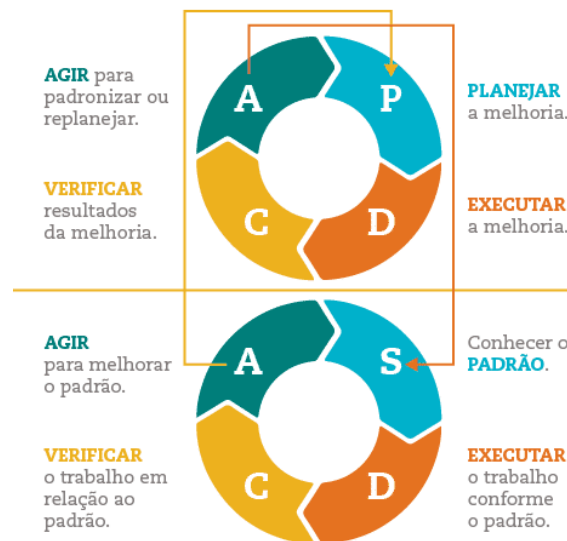 AGIR para
padronizar ou
replanejar.
A
P
PLANEJAR
a melhoria.
VERIFICAR
resultados
da melhoria.
C
D
EXECUTAR
a melhoria.
AGIR
para melhorar
o padrão.
A
S
Conhecer o
PADRÃO.
VERIFICAR
o trabalho em
relação ao
padrão.
C
D
EXECUTAR
o trabalho
conforme
o padrão.